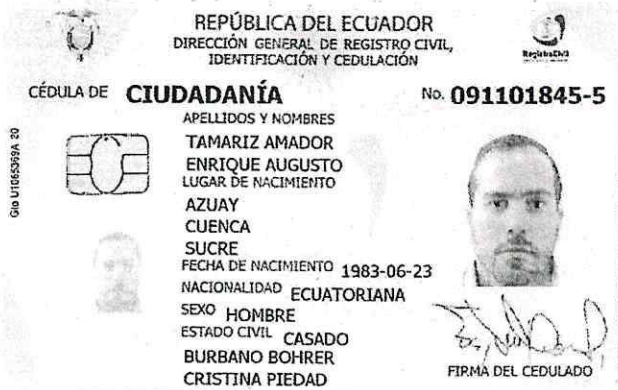 REPÚBLICA DEL ECUADOR
DIRECCIÓN GENERAL DE REGISTRO CIVIL,
IDENTIFICACIÓN Y CEDULACIÓN
RegistroCivil
CÉDULA DE CIUDADANÍA
No. 091101845-5
APELLIDOS Y NOMBRES
TAMARIZ AMADOR
ENRIQUE AUGUSTO
LUGAR DE NACIMIENTO
AZUAY
CUENCA
SUCRE
FECHA DE NACIMIENTO 1983-06-23
NACIONALIDAD ECUATORIANA
SEXO HOMBRE
ESTADO CIVIL CASADO
BURBANO BOHRER
CRISTINA PIEDAD
FIRMA DEL CEDULADO